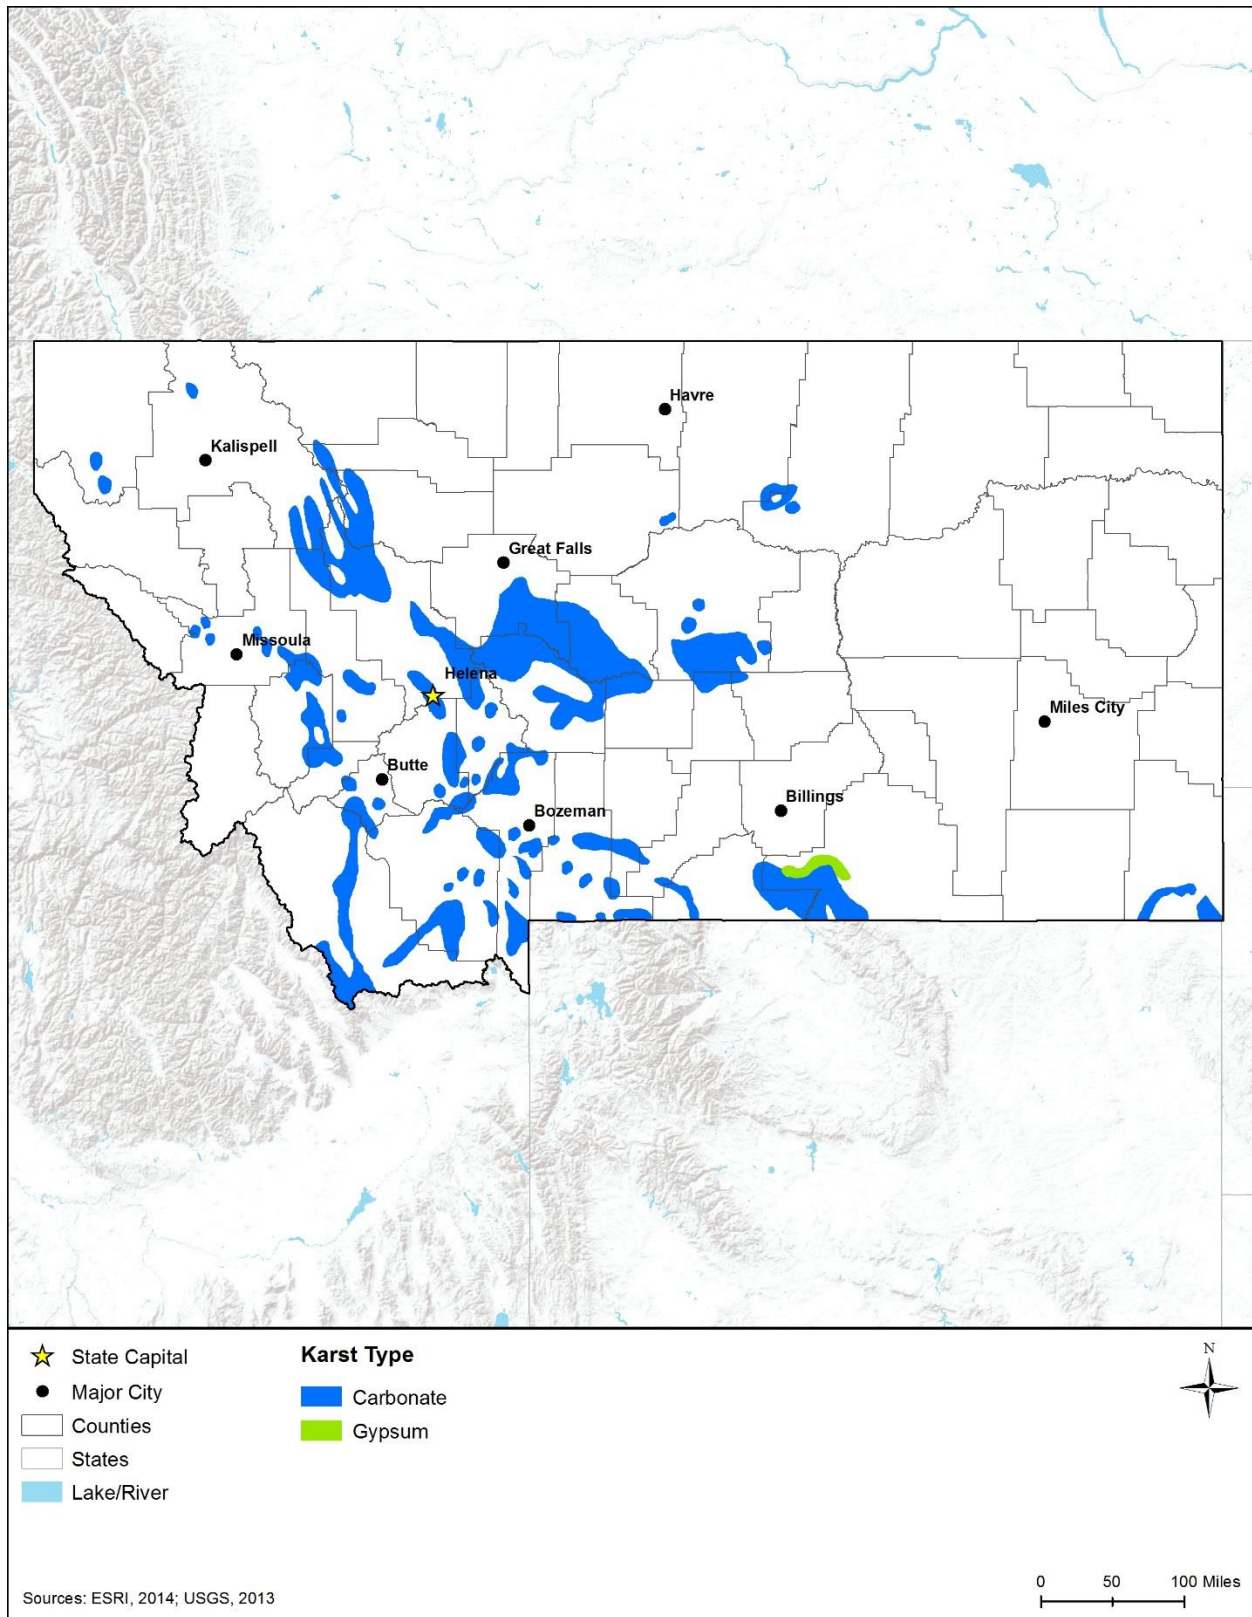 Havre
Kalispell
Great Falls
Missoula
Helena
Miles City
Butte
Billings
Bozeman
State Capital
Major City
Counties
States
Lake/River
Karst Type
Carbonate
Gypsum
N
Sources: ESRI, 2014; USGS, 2013
0 50 100 Miles